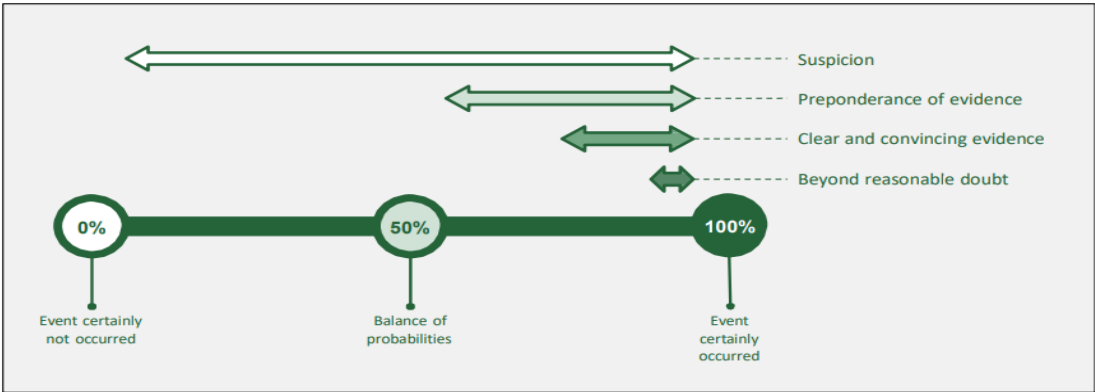 Suspicion
Preponderance of evidence
Clear and convincing evidence
Beyond reasonable doubt
0%
50%
100%
Event certainly
not occurred
Balance of
probabilities
Event
certainly
occurred